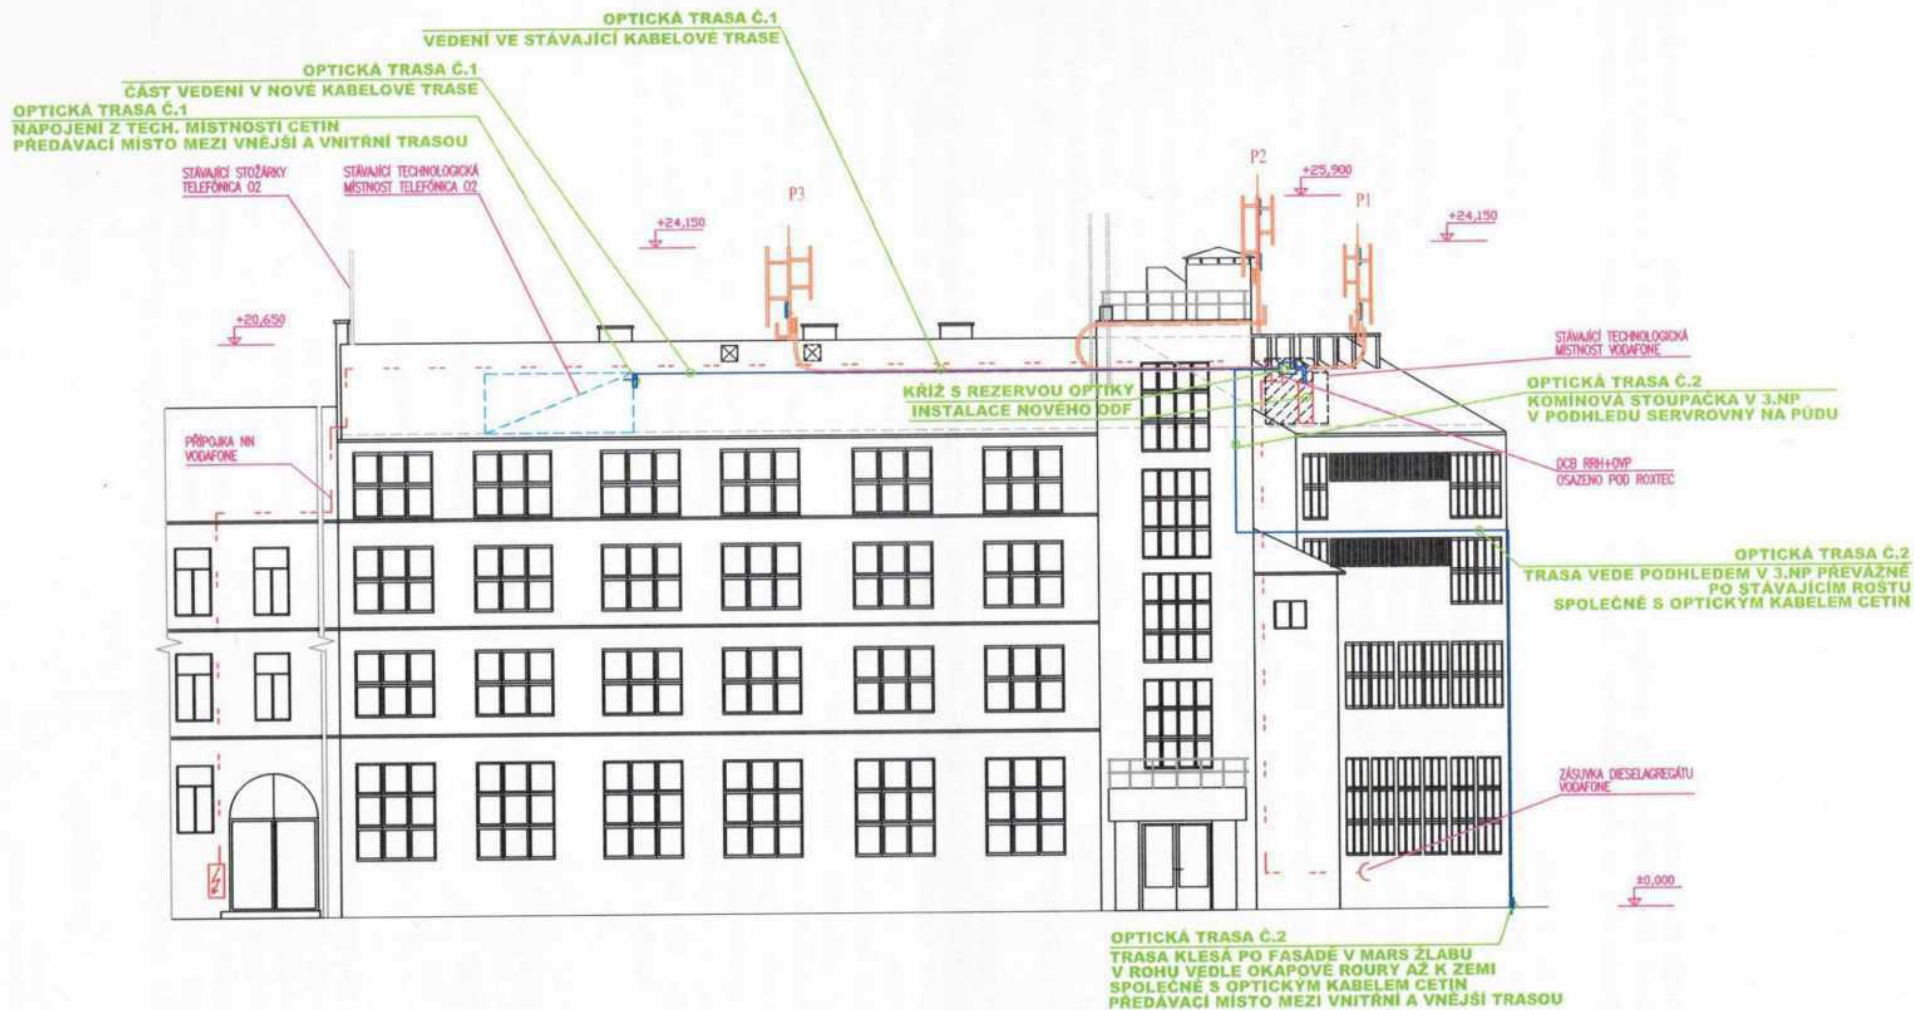 OPTICKÁ TRASA Č.1
VEDENÍ VE STÁVAJÍCÍ KABELOVÉ TRASE
OPTICKÁ TRASA Č.1
ČÁST VEDENÍ V NOVÉ KABELOVÉ TRASE
OPTICKÁ TRASA Č.1
NAPOJENÍ Z TECH. MÍSTNOSTI CETIN
PŘEDÁVACÍ MÍSTO MEZI VNĚJŠÍ A VNITŘNÍ TRASOU
STÁVAJÍCÍ STOŽÁRKY
TELEFÓNICA O2
STÁVAJÍCÍ TECHNOLOGICKÁ
MÍSTNOST TELEFÓNICA O2
P3
P2
P1
+25,900
+24,150
+24,150
+20,650
STÁVAJÍCÍ TECHNOLOGICKÁ
MÍSTNOST VODAFONE
KŘÍŽ S REZERVOU OPTIKY
INSTALACE NOVÉHO ODF
OPTICKÁ TRASA Č.2
KOMÍNOVÁ STOUPAČKA V 3.NP
V PODHLEDU SERVROVNY NA PŮDU
PŘÍPOJKA NN
VODAFONE
DCB RRH+OVP
OSAZENO POD ROXTEC
OPTICKÁ TRASA Č.2
TRASA VEDE PODHLEDEM V 3.NP PŘEVÁŽNĚ
PO STÁVAJÍCÍM ROŠTU
SPOLEČNĚ S OPTICKÝM KABELEM CETIN
ZÁSUVKA DIESELAGREGÁTU
VODAFONE
±0,000
OPTICKÁ TRASA Č.2
TRASA KLESÁ PO FASÁDĚ V MARS ŽLABU
V ROHU VEDLE OKAPOVÉ ROURY AŽ K ZEMI
SPOLEČNĚ S OPTICKÝM KABELEM CETIN
PŘEDÁVACÍ MÍSTO MEZI VNITŘNÍ A VNĚJŠÍ TRASOU